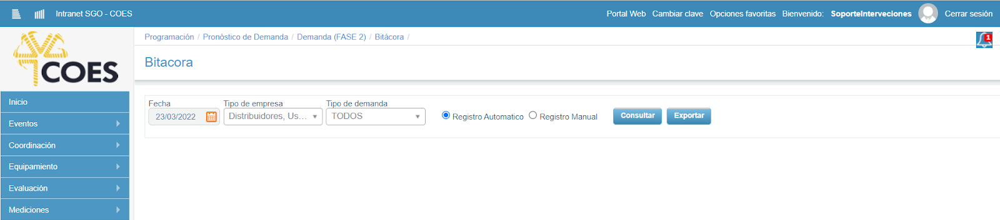 Intranet SGO - COES
Portal Web Cambiar clave Opciones favoritas Bienvenido: SoporteInterveciones Cerrar sesión
COES
Programación / Pronóstico de Demanda / Demanda (FASE 2) / Bitácora /
1
Bitacora
Inicio
Eventos
Coordinación
Equipamiento
Evaluación
Mediciones
Fecha Tipo de empresa Tipo de demanda
23/03/2022 Distribuidores, Us... TODOS Registro Automatico Registro Manual Consultar Exportar